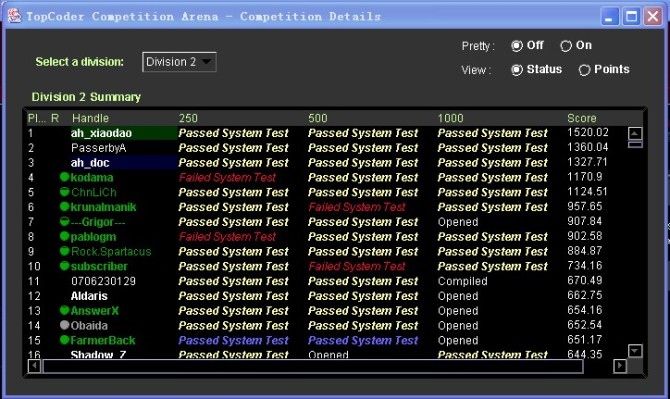 TopCoder Competition Arena - Competition Details
Pretty: Off On
Select a division: Division 2
View: Status Points
Division 2 Summary
Pl... R Handle 250 500 1000 Score
1 ah_xiaodao Passed System Test Passed System Test Passed System Test 1520.02
2 PasserbyA Passed System Test Passed System Test Passed System Test 1360.04
3 ah_doc Passed System Test Passed System Test Passed System Test 1327.71
4 kodama Failed System Test Passed System Test Passed System Test 1170.9
5 ChnLiCh Passed System Test Passed System Test Passed System Test 1124.51
6 krunalmanik Passed System Test Failed System Test Passed System Test 957.65
7 ---Grigor--- Passed System Test Passed System Test Opened 907.84
8 pablogm Failed System Test Passed System Test Passed System Test 902.58
9 Rock.Spartacus Passed System Test Passed System Test Passed System Test 884.87
10 subscriber Passed System Test Failed System Test Passed System Test 734.16
11 0706230129 Passed System Test Passed System Test Compiled 670.49
12 Aldaris Passed System Test Passed System Test Opened 662.75
13 AnswerX Passed System Test Passed System Test Opened 654.16
14 Obaida Passed System Test Passed System Test Opened 652.54
15 FarmerBack Passed System Test Passed System Test Opened 651.17
16 Shadow_7 Passed System Test Opened Passed System Test 644.35